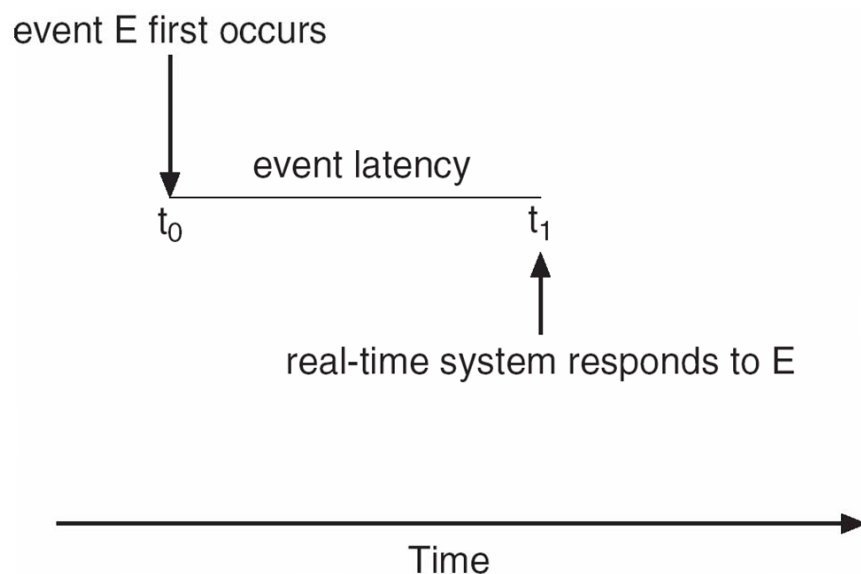 event E first occurs
event latency
t₀
t₁
real-time system responds to E
Time